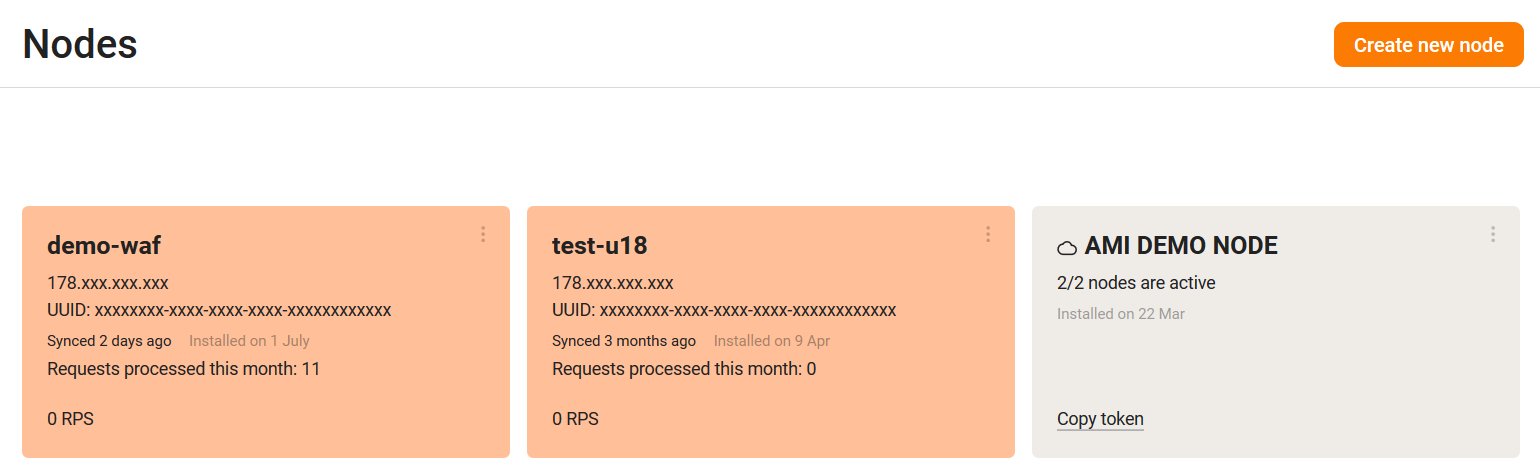 Nodes
Create new node
demo-waf
178.xxx.xxx.xxx
UUID: xxxxxxxx-xxxx-xxxx-xxxx-xxxxxxxxxxxx
Synced 2 days ago Installed on 1 July
Requests processed this month: 11
0 RPS
test-u18
178.xxx.xxx.xxx
UUID: xxxxxxxx-xxxx-xxxx-xxxx-xxxxxxxxxxxx
Synced 3 months ago Installed on 9 Apr
Requests processed this month: 0
0 RPS
AMI DEMO NODE
2/2 nodes are active
Installed on 22 Mar
Copy token